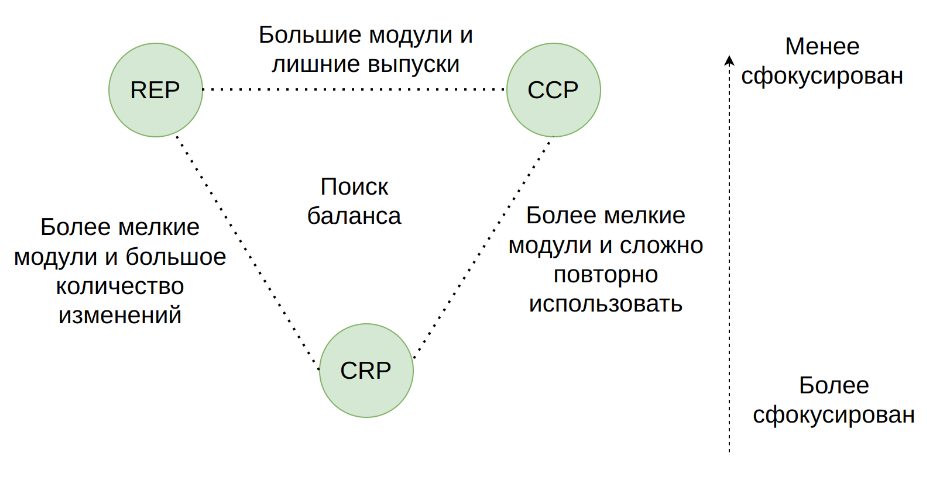 Большие модули и
лишние выпуски
Менее
сфокусирован
REP
CCP
Поиск
баланса
Более мелкие
модули и большое
количество
изменений
Более мелкие
модули и сложно
повторно
использовать
CRP
Более
сфокусирован